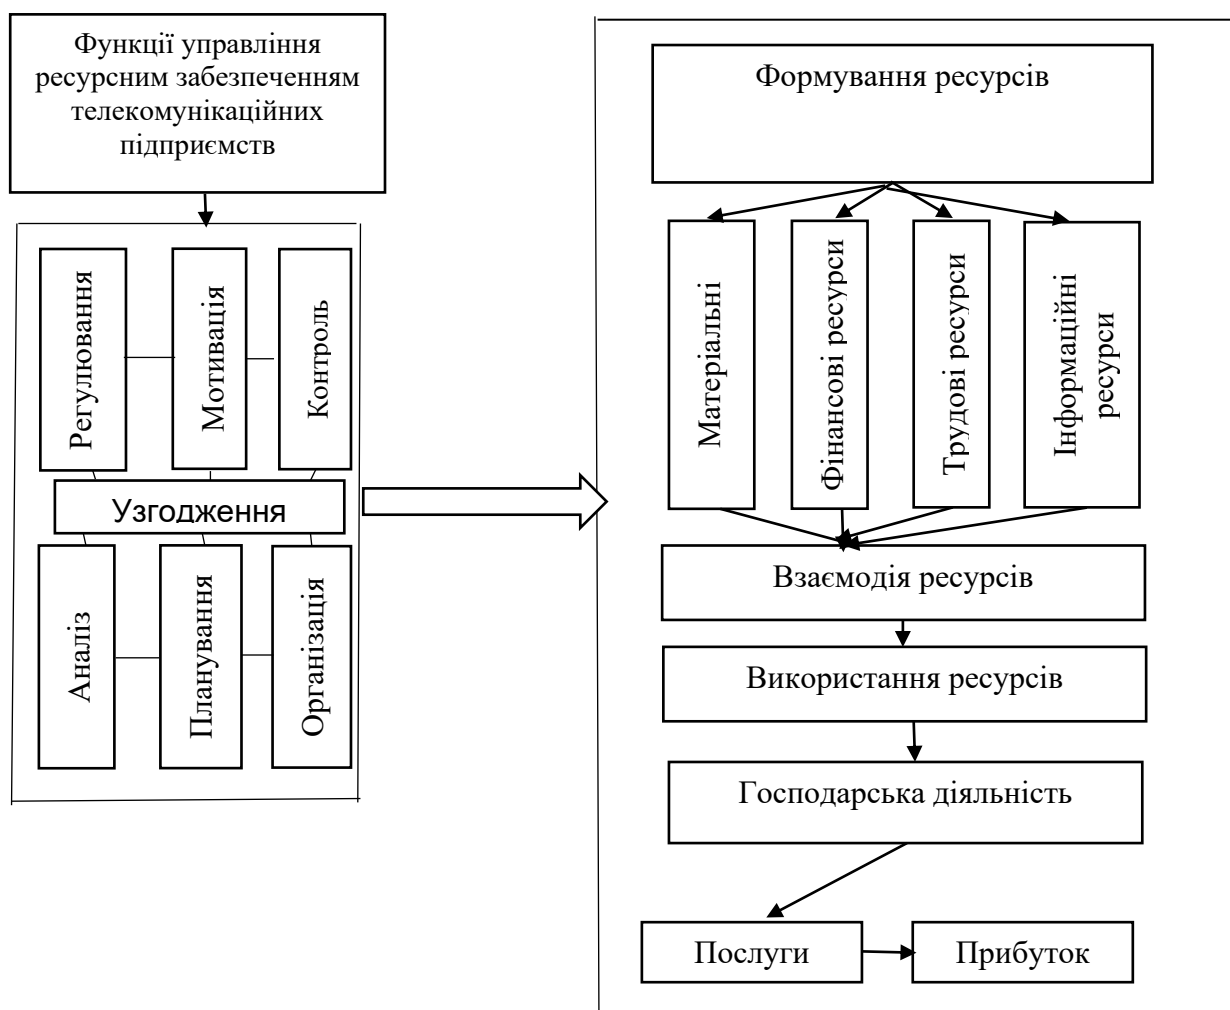 Функції управління
ресурсним забезпеченням
телекомунікаційних
підприємств
Регулювання
Мотивація
Контроль
Узгодження
Аналіз
Планування
Організація
Формування ресурсів
Матеріальні
Фінансові ресурси
Трудові ресурси
Інформаційні
ресурси
Взаємодія ресурсів
Використання ресурсів
Господарська діяльність
Послуги
Прибуток